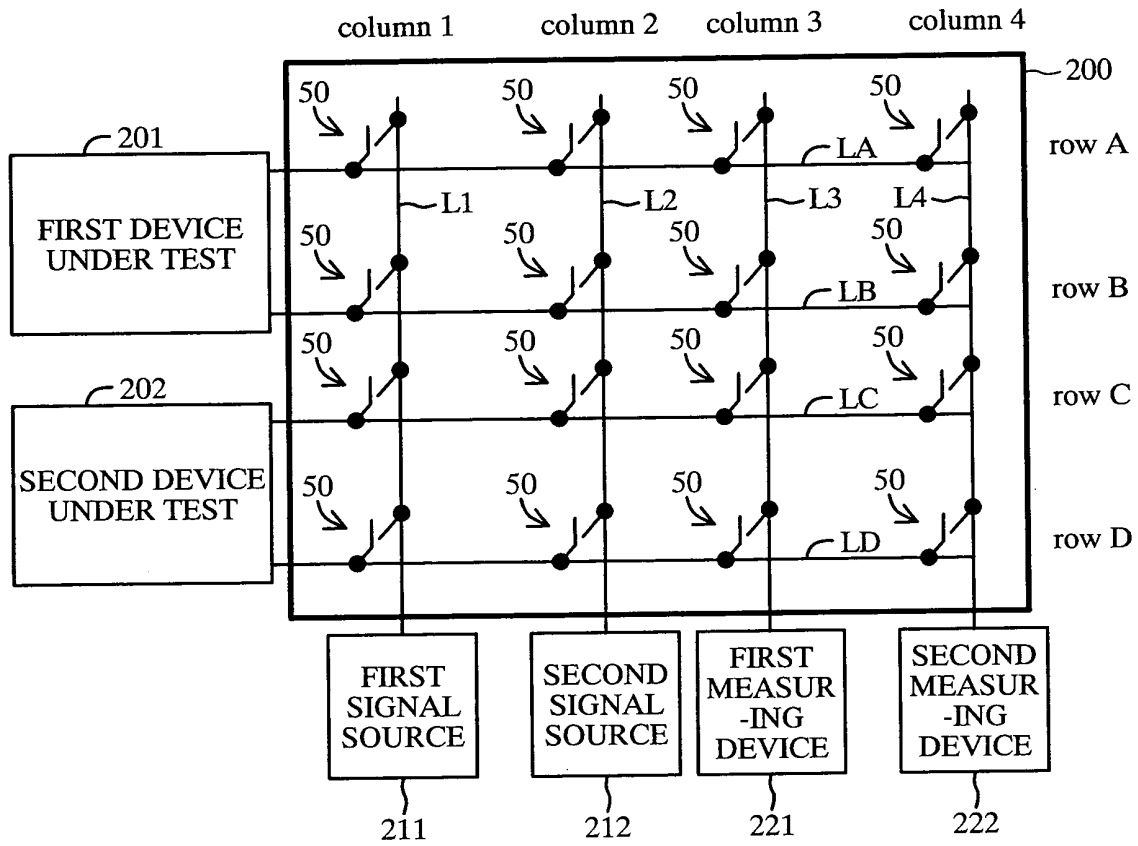 column 1
column 2
column 3
column 4
200
50
50
50
50
row A
201
LA
FIRST DEVICE
UNDER TEST
L1
L2
L3
L4
50
50
50
50
row B
LB
50
50
50
50
202
row C
LC
SECOND DEVICE
UNDER TEST
50
50
50
50
row D
LD
FIRST
SIGNAL
SOURCE
SECOND
SIGNAL
SOURCE
FIRST
MEASUR
-ING
DEVICE
SECOND
MEASUR
-ING
DEVICE
211
212
221
222